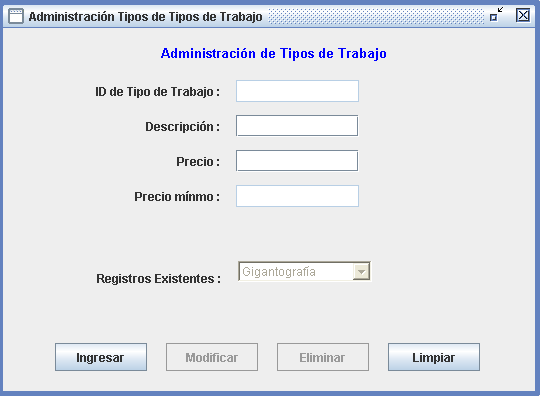 Administración Tipos de Tipos de Trabajo
Administración de Tipos de Trabajo
ID de Tipo de Trabajo :
Descripción :
Precio :
Precio mínmo :
Registros Existentes : Gigantografía
Ingresar Modificar Eliminar Limpiar